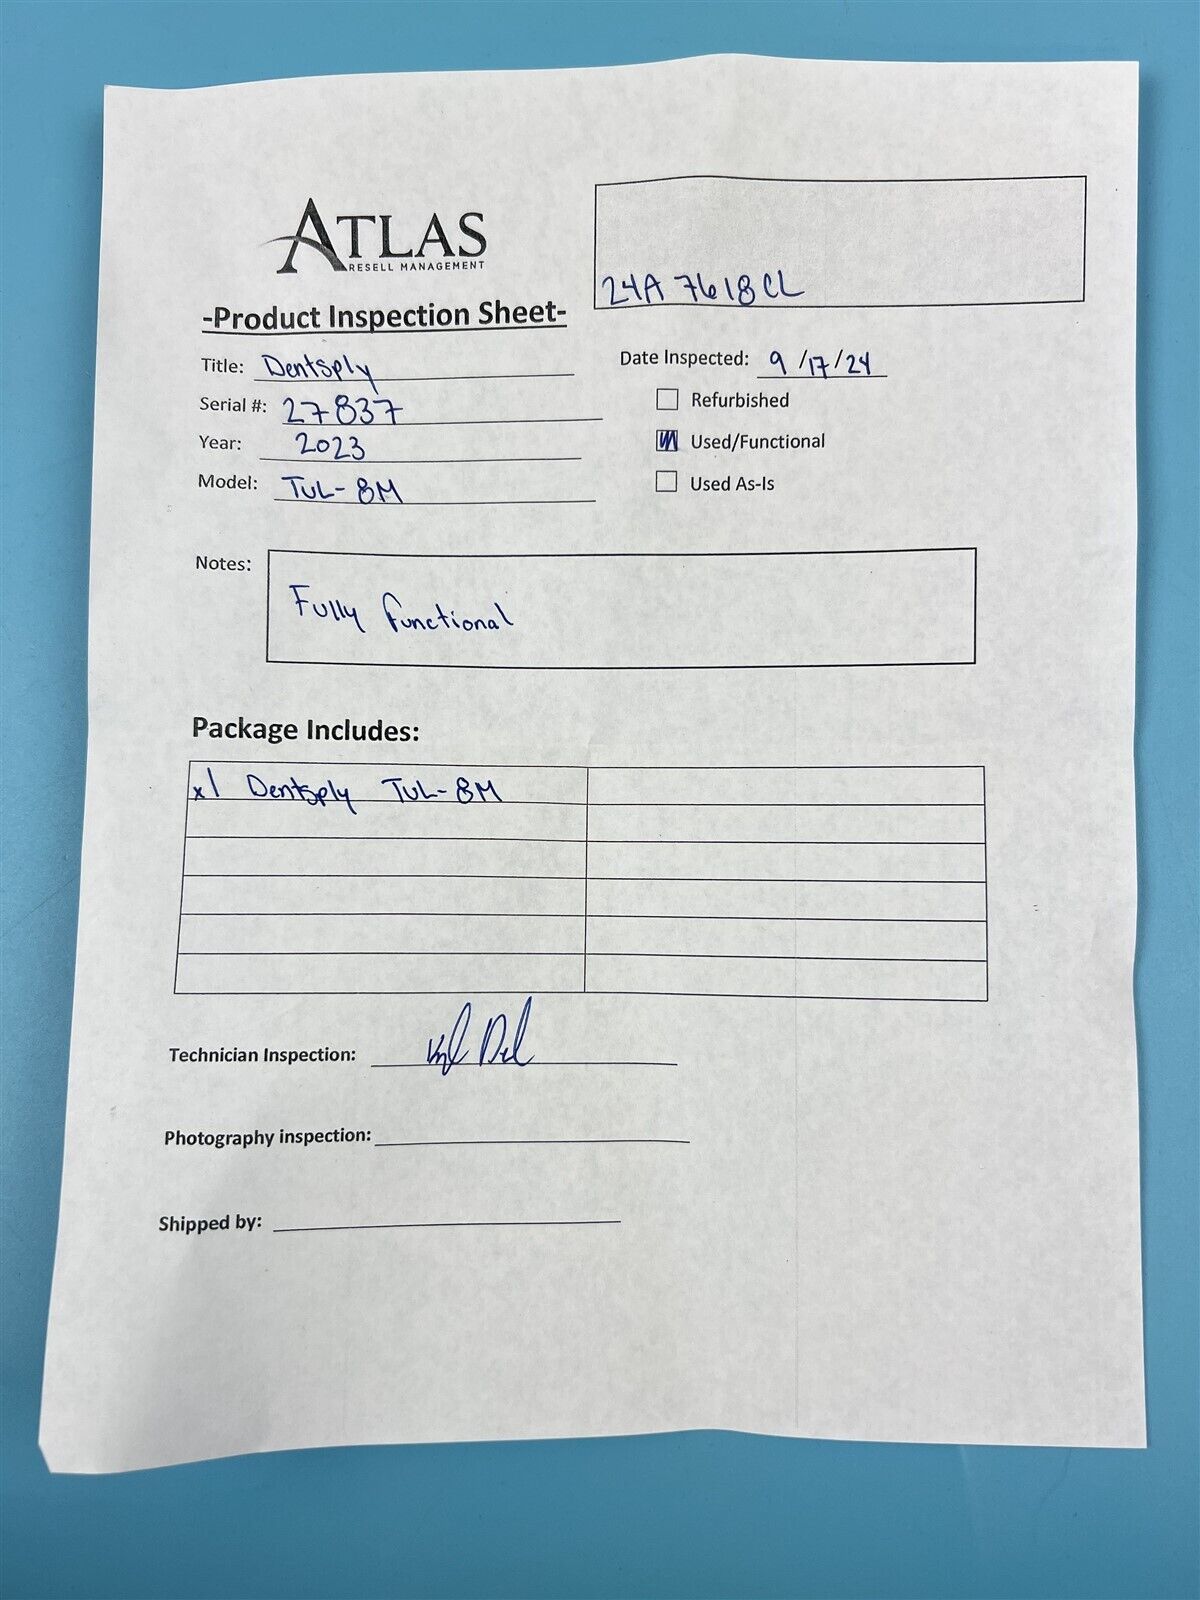 ATLAS
RESELL MANAGEMENT
24A 7618CL
-Product Inspection Sheet-
Title: Dentsply
Date Inspected: 9/17/24
Serial #: 27837
Refurbished
Year: 2023
Used/Functional
Model: TUL-8M
Used As-Is
Notes:
Fully functional
Package Includes:
x1 Dentsply TUL-8M
Technician Inspection:
Photography inspection:
Shipped by: